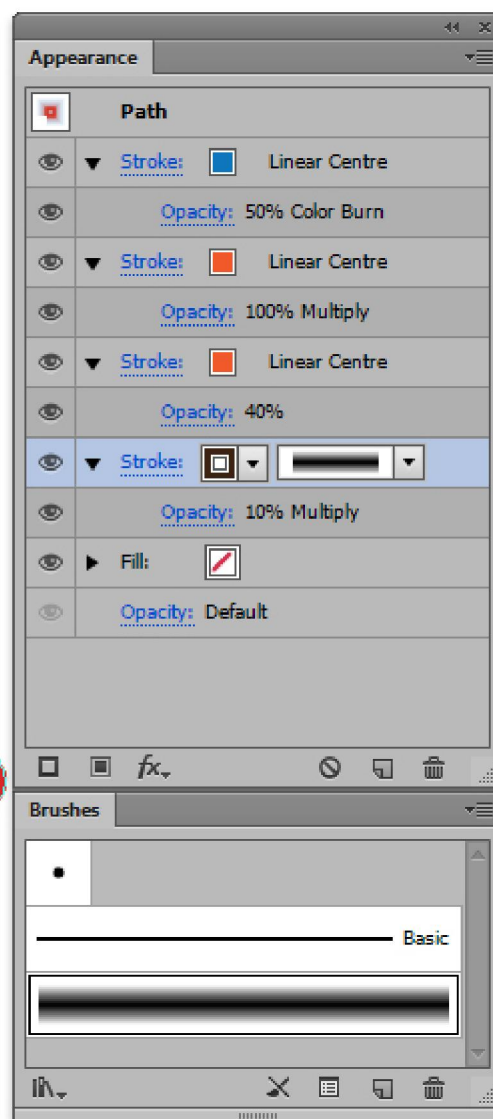 Appearance
Path
Stroke: Linear Centre
Opacity: 50% Color Burn
Stroke: Linear Centre
Opacity: 100% Multiply
Stroke: Linear Centre
Opacity: 40%
Stroke:
Opacity: 10% Multiply
Fill:
Opacity: Default
fx
Brushes
Basic